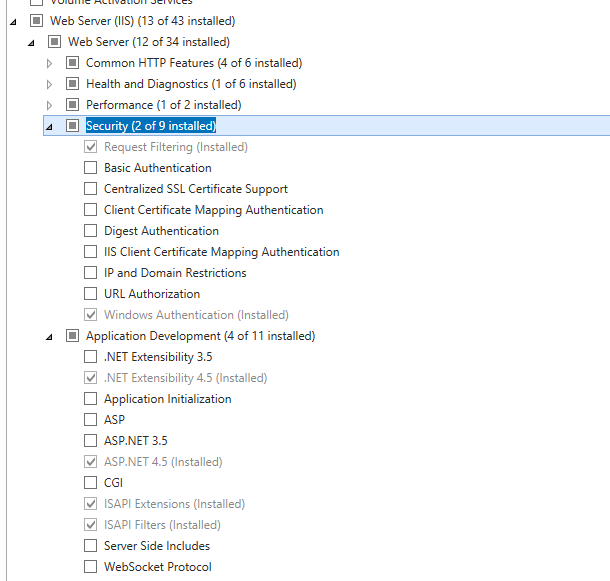 Volume Activation Services
Web Server (IIS) (13 of 43 installed)
Web Server (12 of 34 installed)
Common HTTP Features (4 of 6 installed)
Health and Diagnostics (1 of 6 installed)
Performance (1 of 2 installed)
Security (2 of 9 installed)
Request Filtering (Installed)
Basic Authentication
Centralized SSL Certificate Support
Client Certificate Mapping Authentication
Digest Authentication
IIS Client Certificate Mapping Authentication
IP and Domain Restrictions
URL Authorization
Windows Authentication (Installed)
Application Development (4 of 11 installed)
.NET Extensibility 3.5
.NET Extensibility 4.5 (Installed)
Application Initialization
ASP
ASP.NET 3.5
ASP.NET 4.5 (Installed)
CGI
ISAPI Extensions (Installed)
ISAPI Filters (Installed)
Server Side Includes
WebSocket Protocol